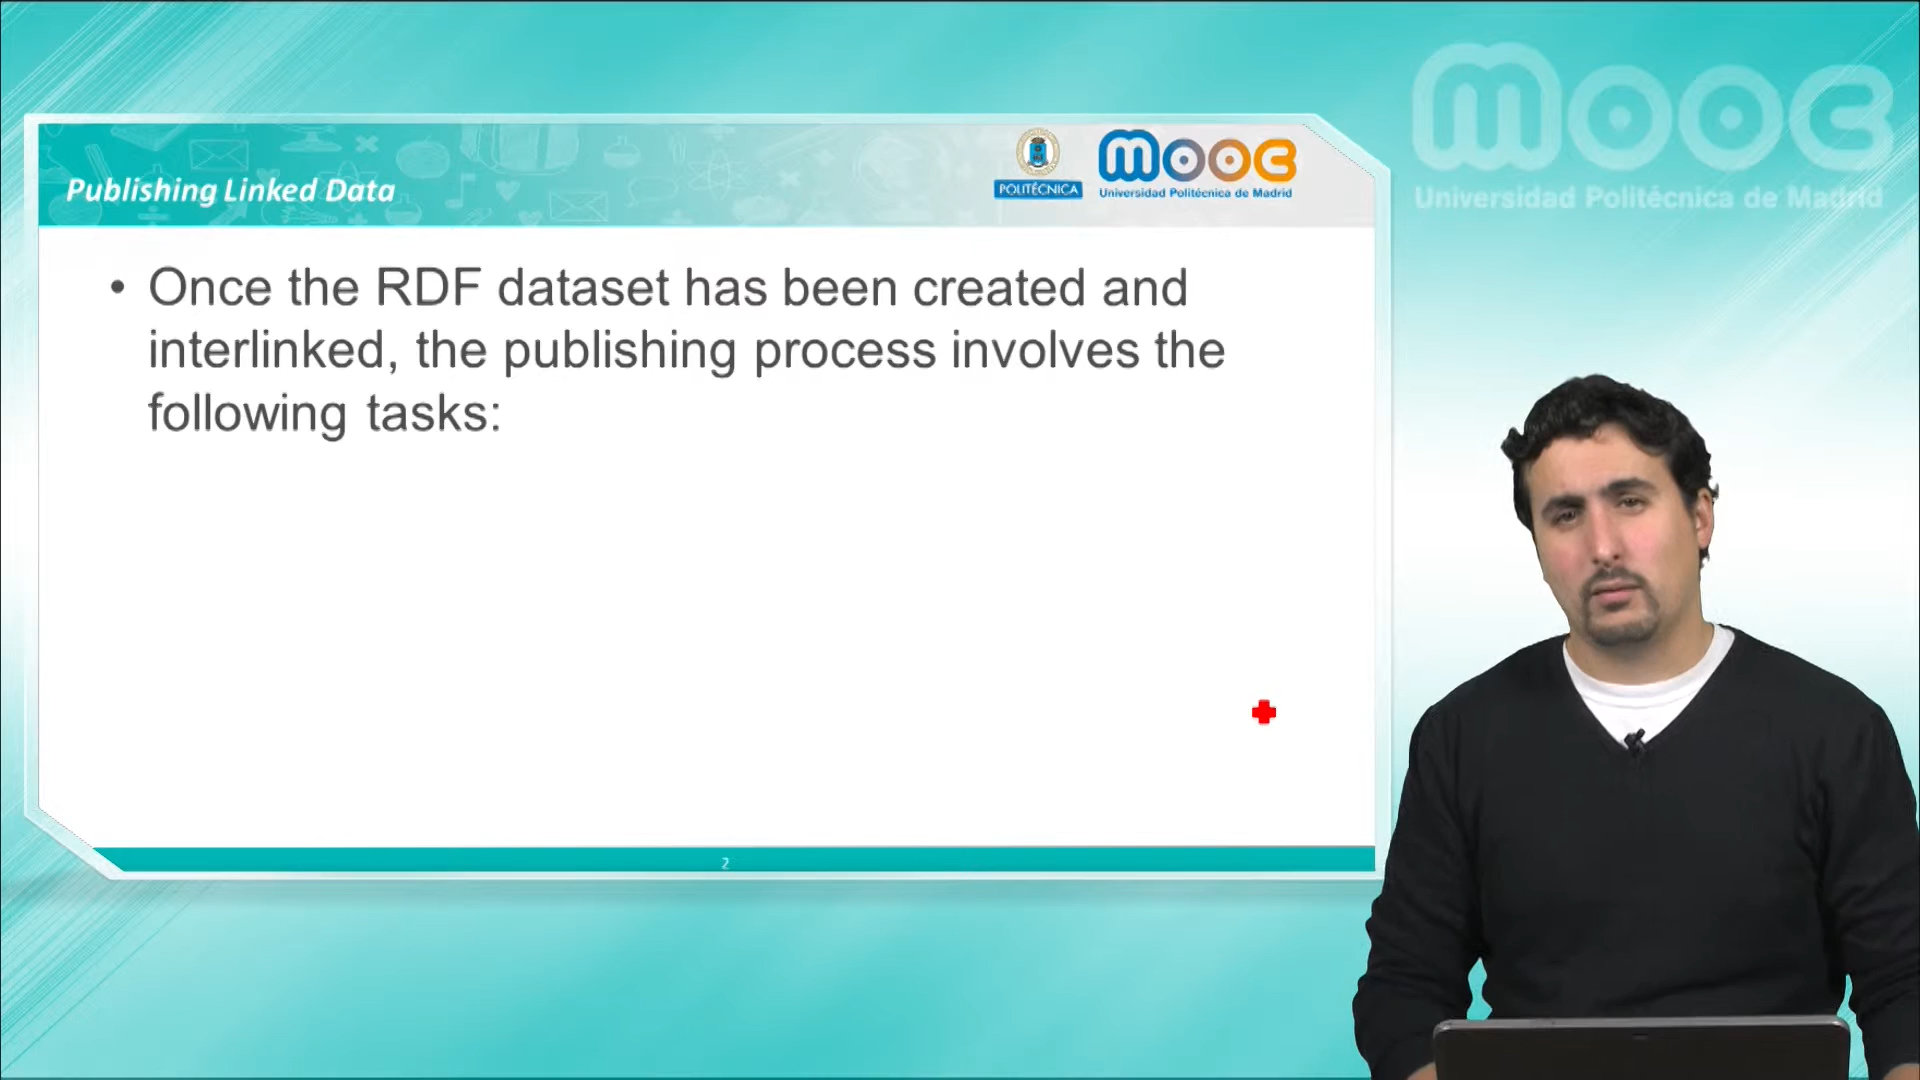 mooc
Universidad Politécnica de Madrid
POLITÉCNICA
mooc
Universidad Politécnica de Madrid
Publishing Linked Data
• Once the RDF dataset has been created and
interlinked, the publishing process involves the
following tasks:
2